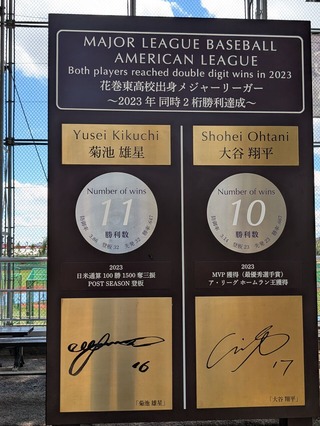 MAJOR LEAGUE BASEBALL
AMERICAN LEAGUE
Both players reached double digit wins in 2023
花巻東高校出身メジャーリーガー
～2023年 同時2桁勝利達成～
Yusei Kikuchi
菊池 雄星
Number of wins
11
勝利数
2023
日米通算100勝1500奪三振
POST SEASON 登板
16
「菊池 雄星」
Shohei Ohtani
大谷 翔平
Number of wins
10
勝利数
2023
MVP 獲得（最優秀選手賞）
ア・リーグ ホームラン王獲得
17
「大谷 翔平」